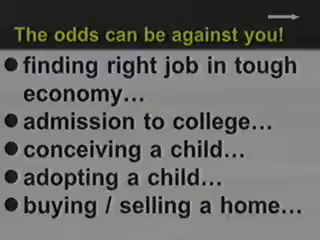 The odds can be against you!
finding right job in tough
economy...
admission to college...
conceiving a child...
adopting a child...
buying / selling a home...